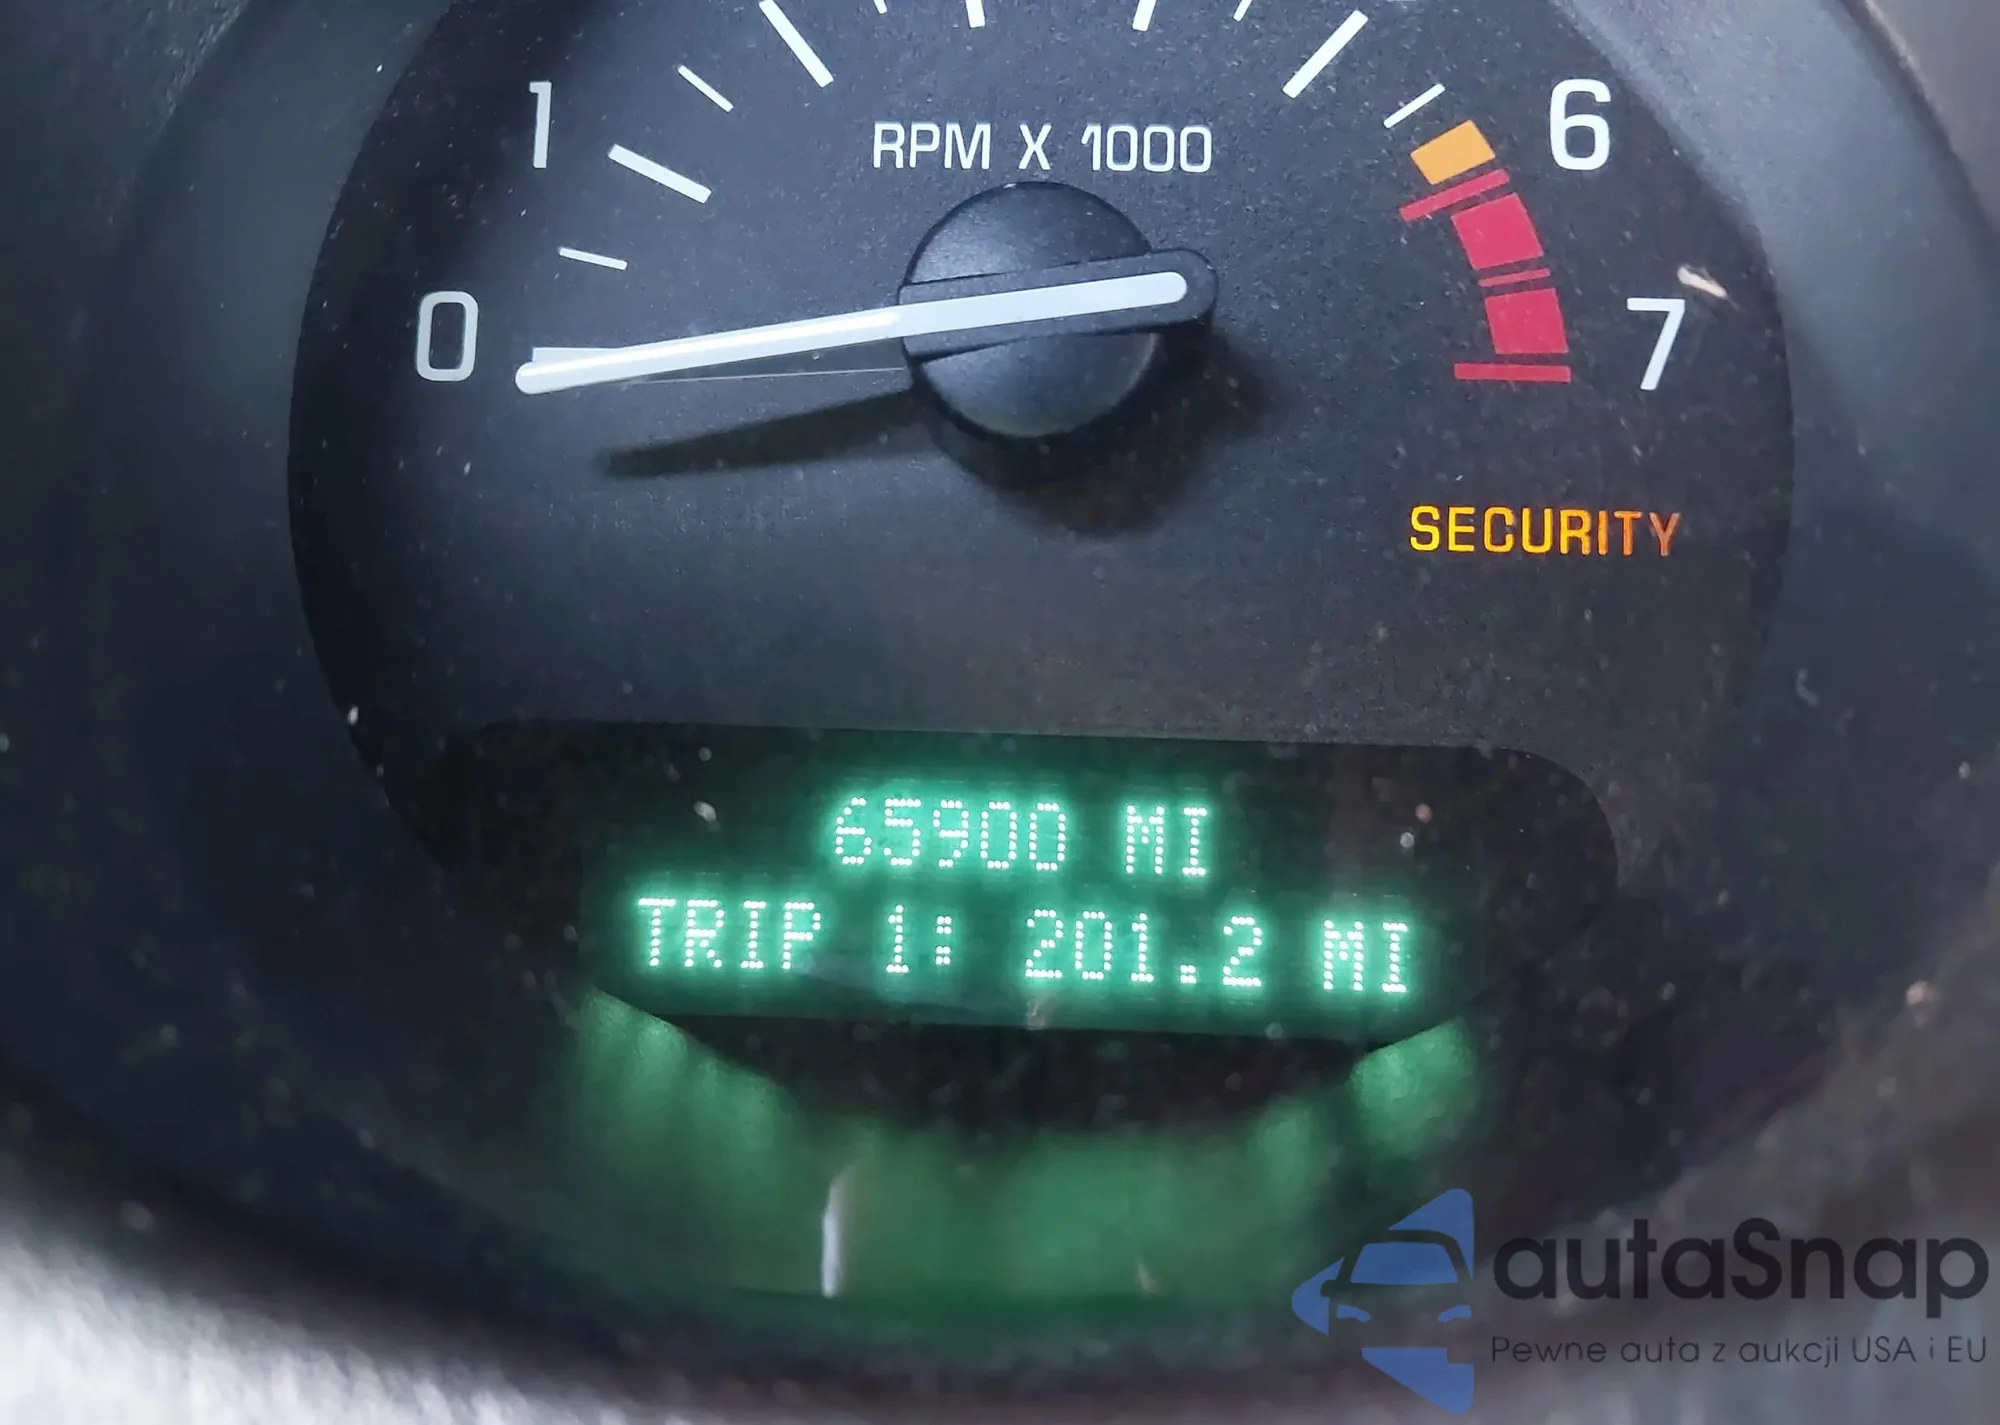 1
6
RPM X 1000
0
7
SECURITY
65900 MI
TRIP 1: 201.2 MI
autaSnap
Pewne auta z aukcji USA i EU